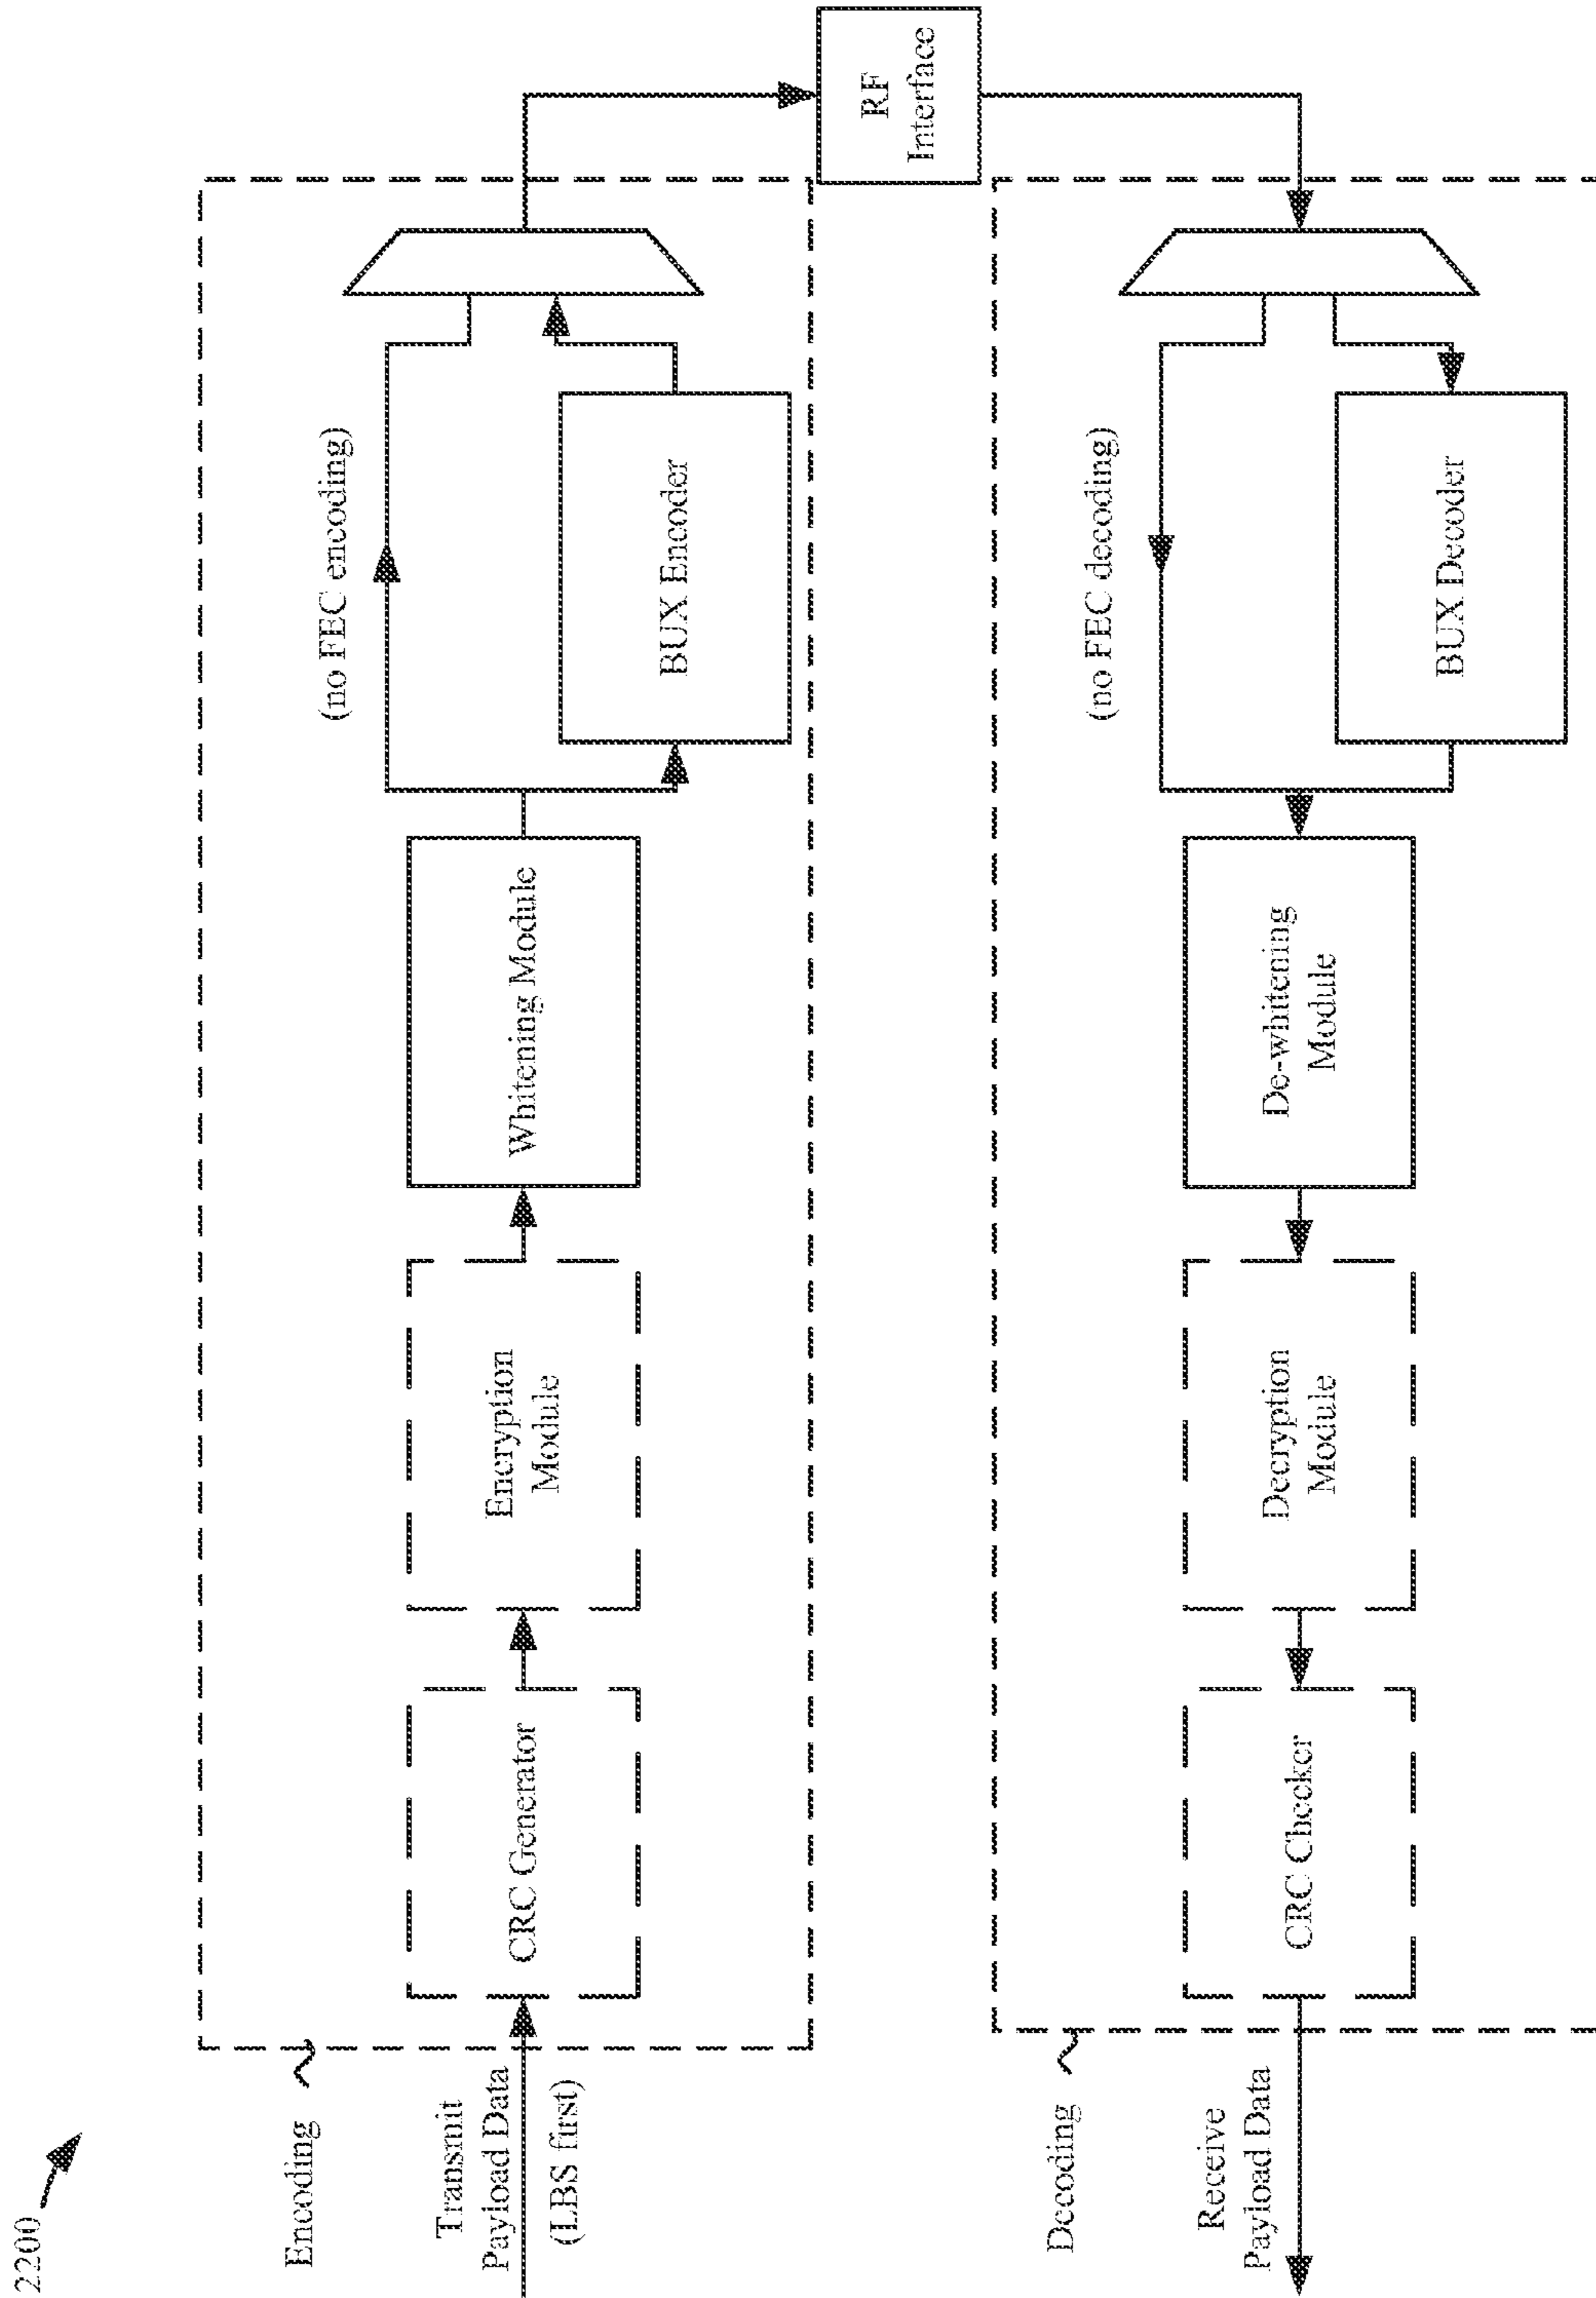 2200
Encoding
Transmit
Payload Data
(LBS first)
CRC Generator
Encryption
Module
Whitening Module
(no FEC encoding)
BUX Encoder
RF
Interface
Decoding
Receive
Payload Data
CRC Checker
Decryption
Module
De-whitening
Module
(no FEC decoding)
BUX Decoder